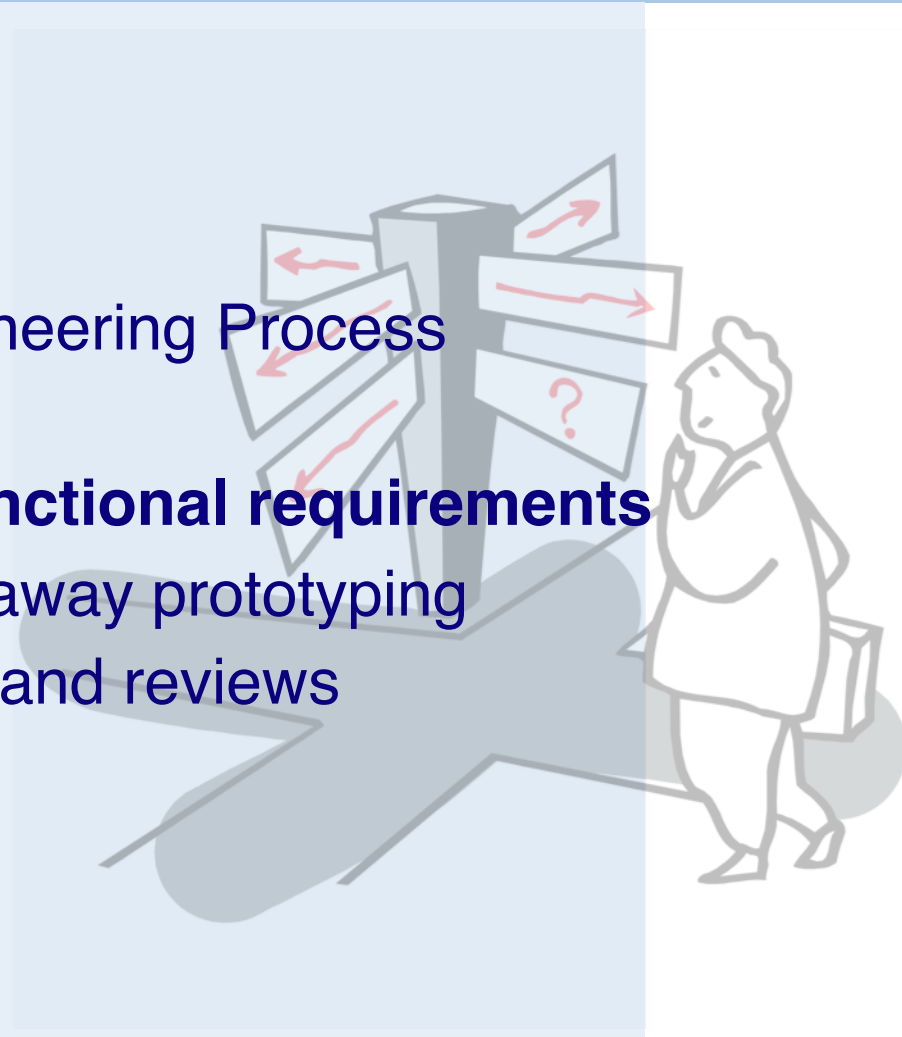 neering Process
?
nctional requirements
away prototyping
and reviews